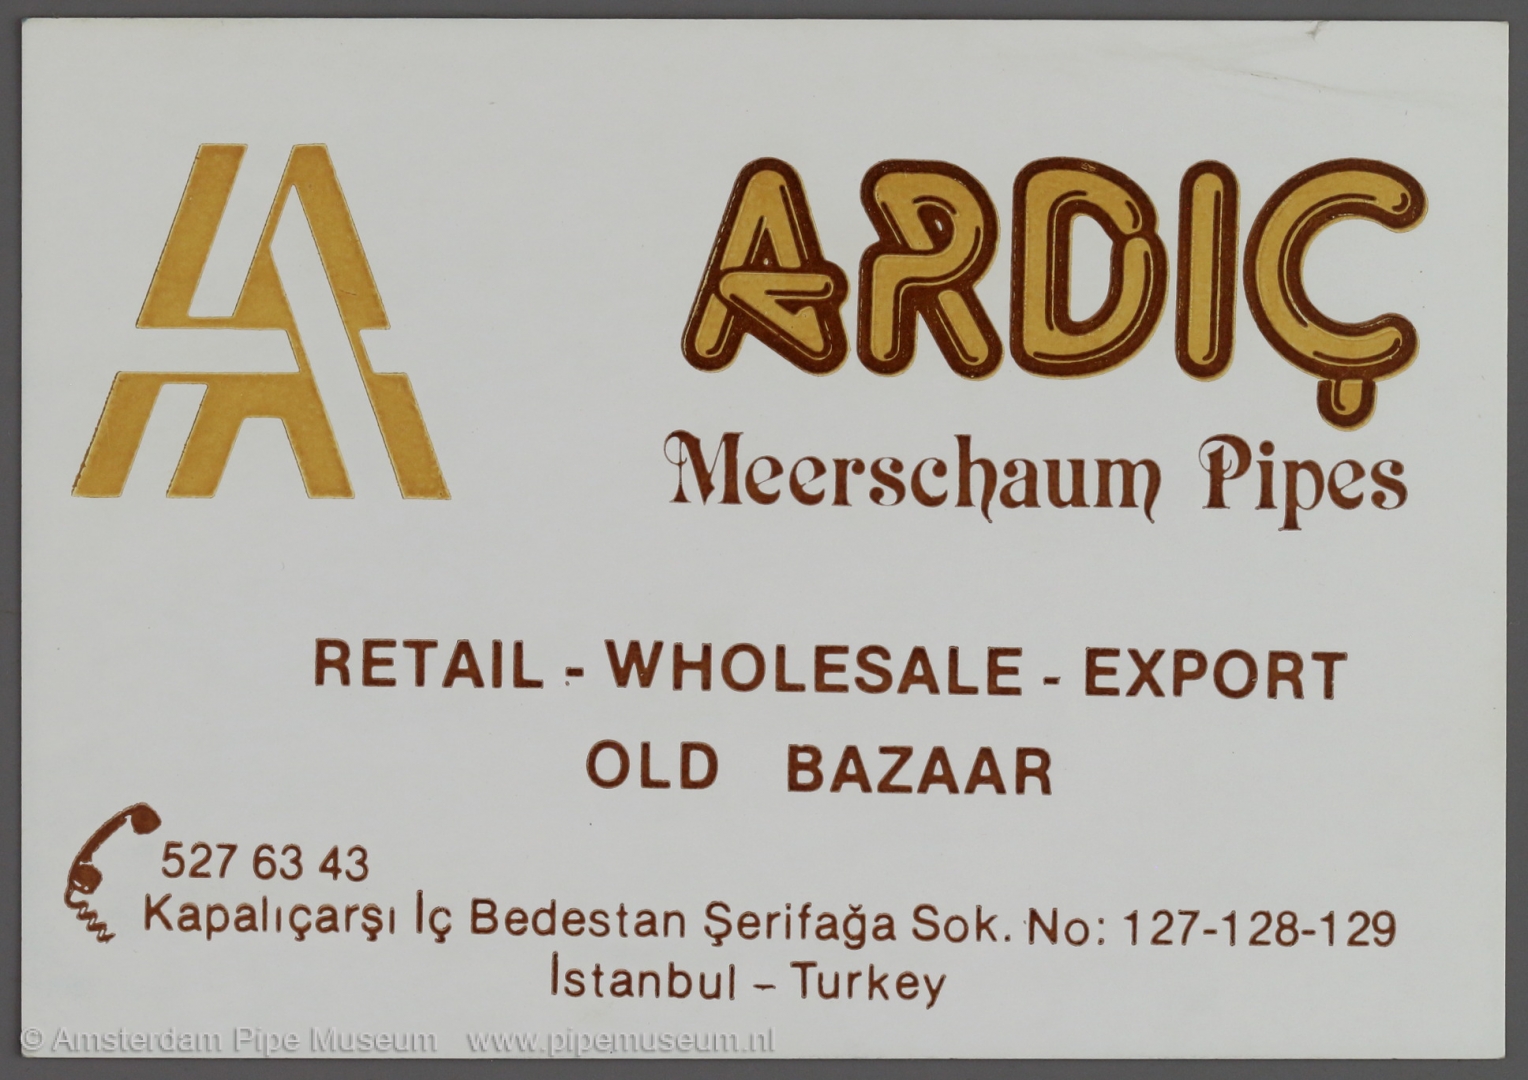 ARDIÇ
Meerschaum Pipes
RETAIL - WHOLESALE - EXPORT
OLD BAZAAR
527 63 43
Kapalıçarşı İç Bedestan Şerifağa Sok. No: 127-128-129
İstanbul - Turkey
© Amsterdam Pipe Museum www.pipemuseum.nl